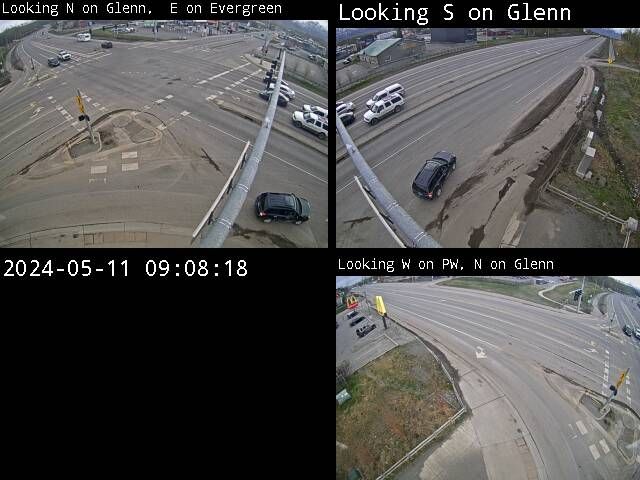 Looking N on Glenn,  E on Evergreen
Looking S on Glenn
2024-05-11 09:08:18
Looking W on PW, N on Glenn